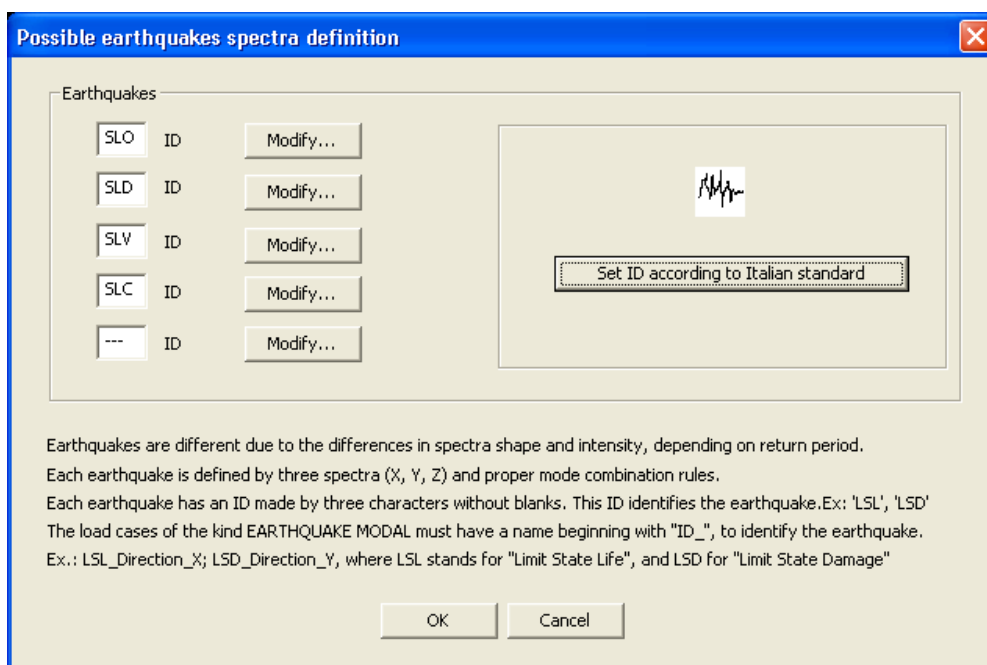 Possible earthquakes spectra definition
Earthquakes
SLO ID Modify...
SLD ID Modify...
SLV ID Modify...
SLC ID Modify...
--- ID Modify...
Set ID according to Italian standard
Earthquakes are different due to the differences in spectra shape and intensity, depending on return period.
Each earthquake is defined by three spectra (X, Y, Z) and proper mode combination rules.
Each earthquake has an ID made by three characters without blanks. This ID identifies the earthquake.Ex: 'LSL', 'LSD'
The load cases of the kind EARTHQUAKE MODAL must have a name beginning with "ID_", to identify the earthquake.
Ex.: LSL_Direction_X; LSD_Direction_Y, where LSL stands for "Limit State Life", and LSD for "Limit State Damage"
OK Cancel